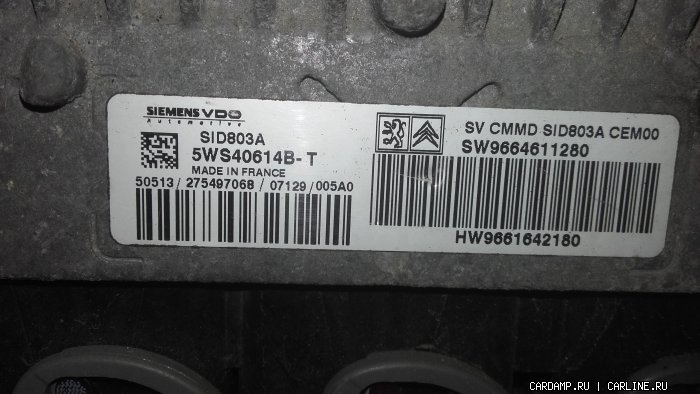 SIEMENS VDO
Automotive
SID803A
5WS40614B-T
MADE IN FRANCE
50513/275497068/07129/005A0
SV CMMD SID803A CEM00
SW9664611280
HW9661642180
CARDAMP.RU | CARLINE.RU